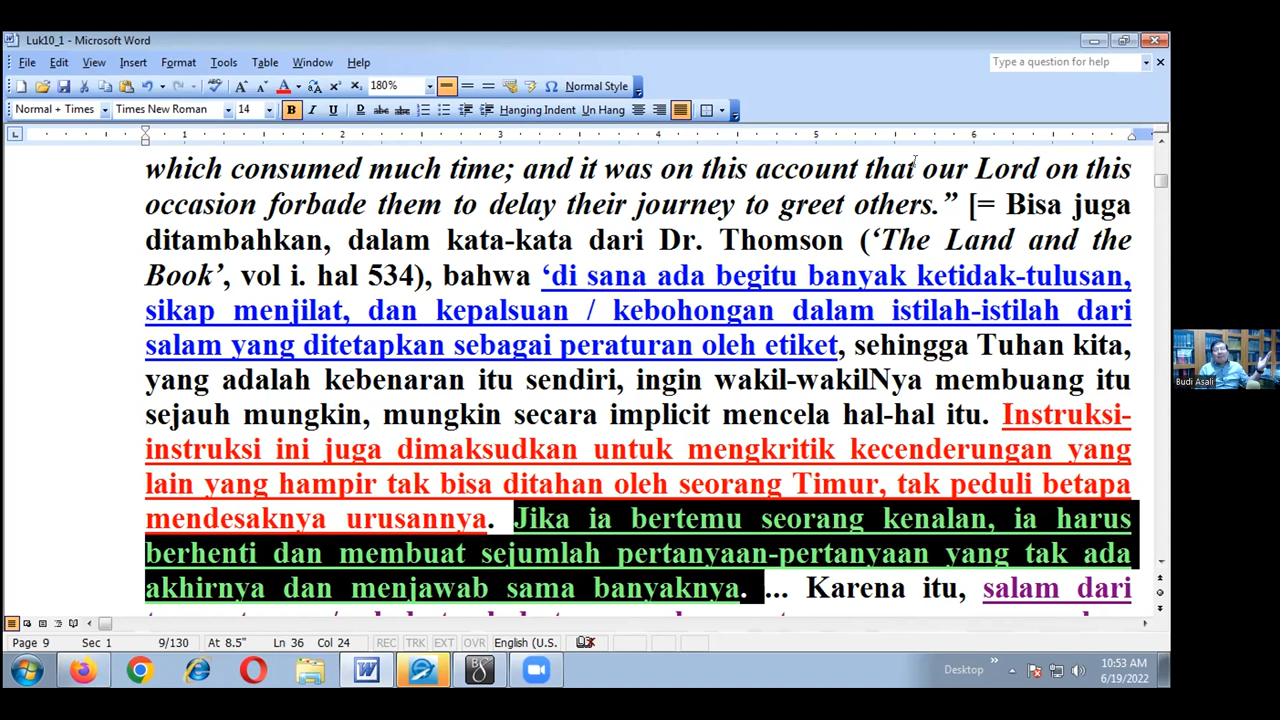 Luk10_1 - Microsoft Word
File Edit View Insert Format Tools Table Window Help
Type a question for help
180% Normal Style
Normal + Times Times New Roman 14 B I U Hanging Indent Un Hang
1 2 3 4 5 6
which consumed much time; and it was on this account that our Lord on this
occasion forbade them to delay their journey to greet others.” [= Bisa juga
ditambahkan, dalam kata-kata dari Dr. Thomson (‘The Land and the
Book’, vol i. hal 534), bahwa ‘di sana ada begitu banyak ketidak-tulusan,
sikap menjilat, dan kepalsuan / kebohongan dalam istilah-istilah dari
salam yang ditetapkan sebagai peraturan oleh etiket, sehingga Tuhan kita,
yang adalah kebenaran itu sendiri, ingin wakil-wakilNya membuang itu
sejauh mungkin, mungkin secara implicit mencela hal-hal itu. Instruksi-
instruksi ini juga dimaksudkan untuk mengkritik kecenderungan yang
lain yang hampir tak bisa ditahan oleh seorang Timur, tak peduli betapa
mendesaknya urusannya. Jika ia bertemu seorang kenalan, ia harus
berhenti dan membuat sejumlah pertanyaan-pertanyaan yang tak ada
akhirnya dan menjawab sama banyaknya. ... Karena itu, salam dari
Budi Asali
Page 9 Sec 1 9/130 At 8.5" Ln 36 Col 24 REC TRK EXT OVR English (U.S.
Desktop
10:53 AM
6/19/2022